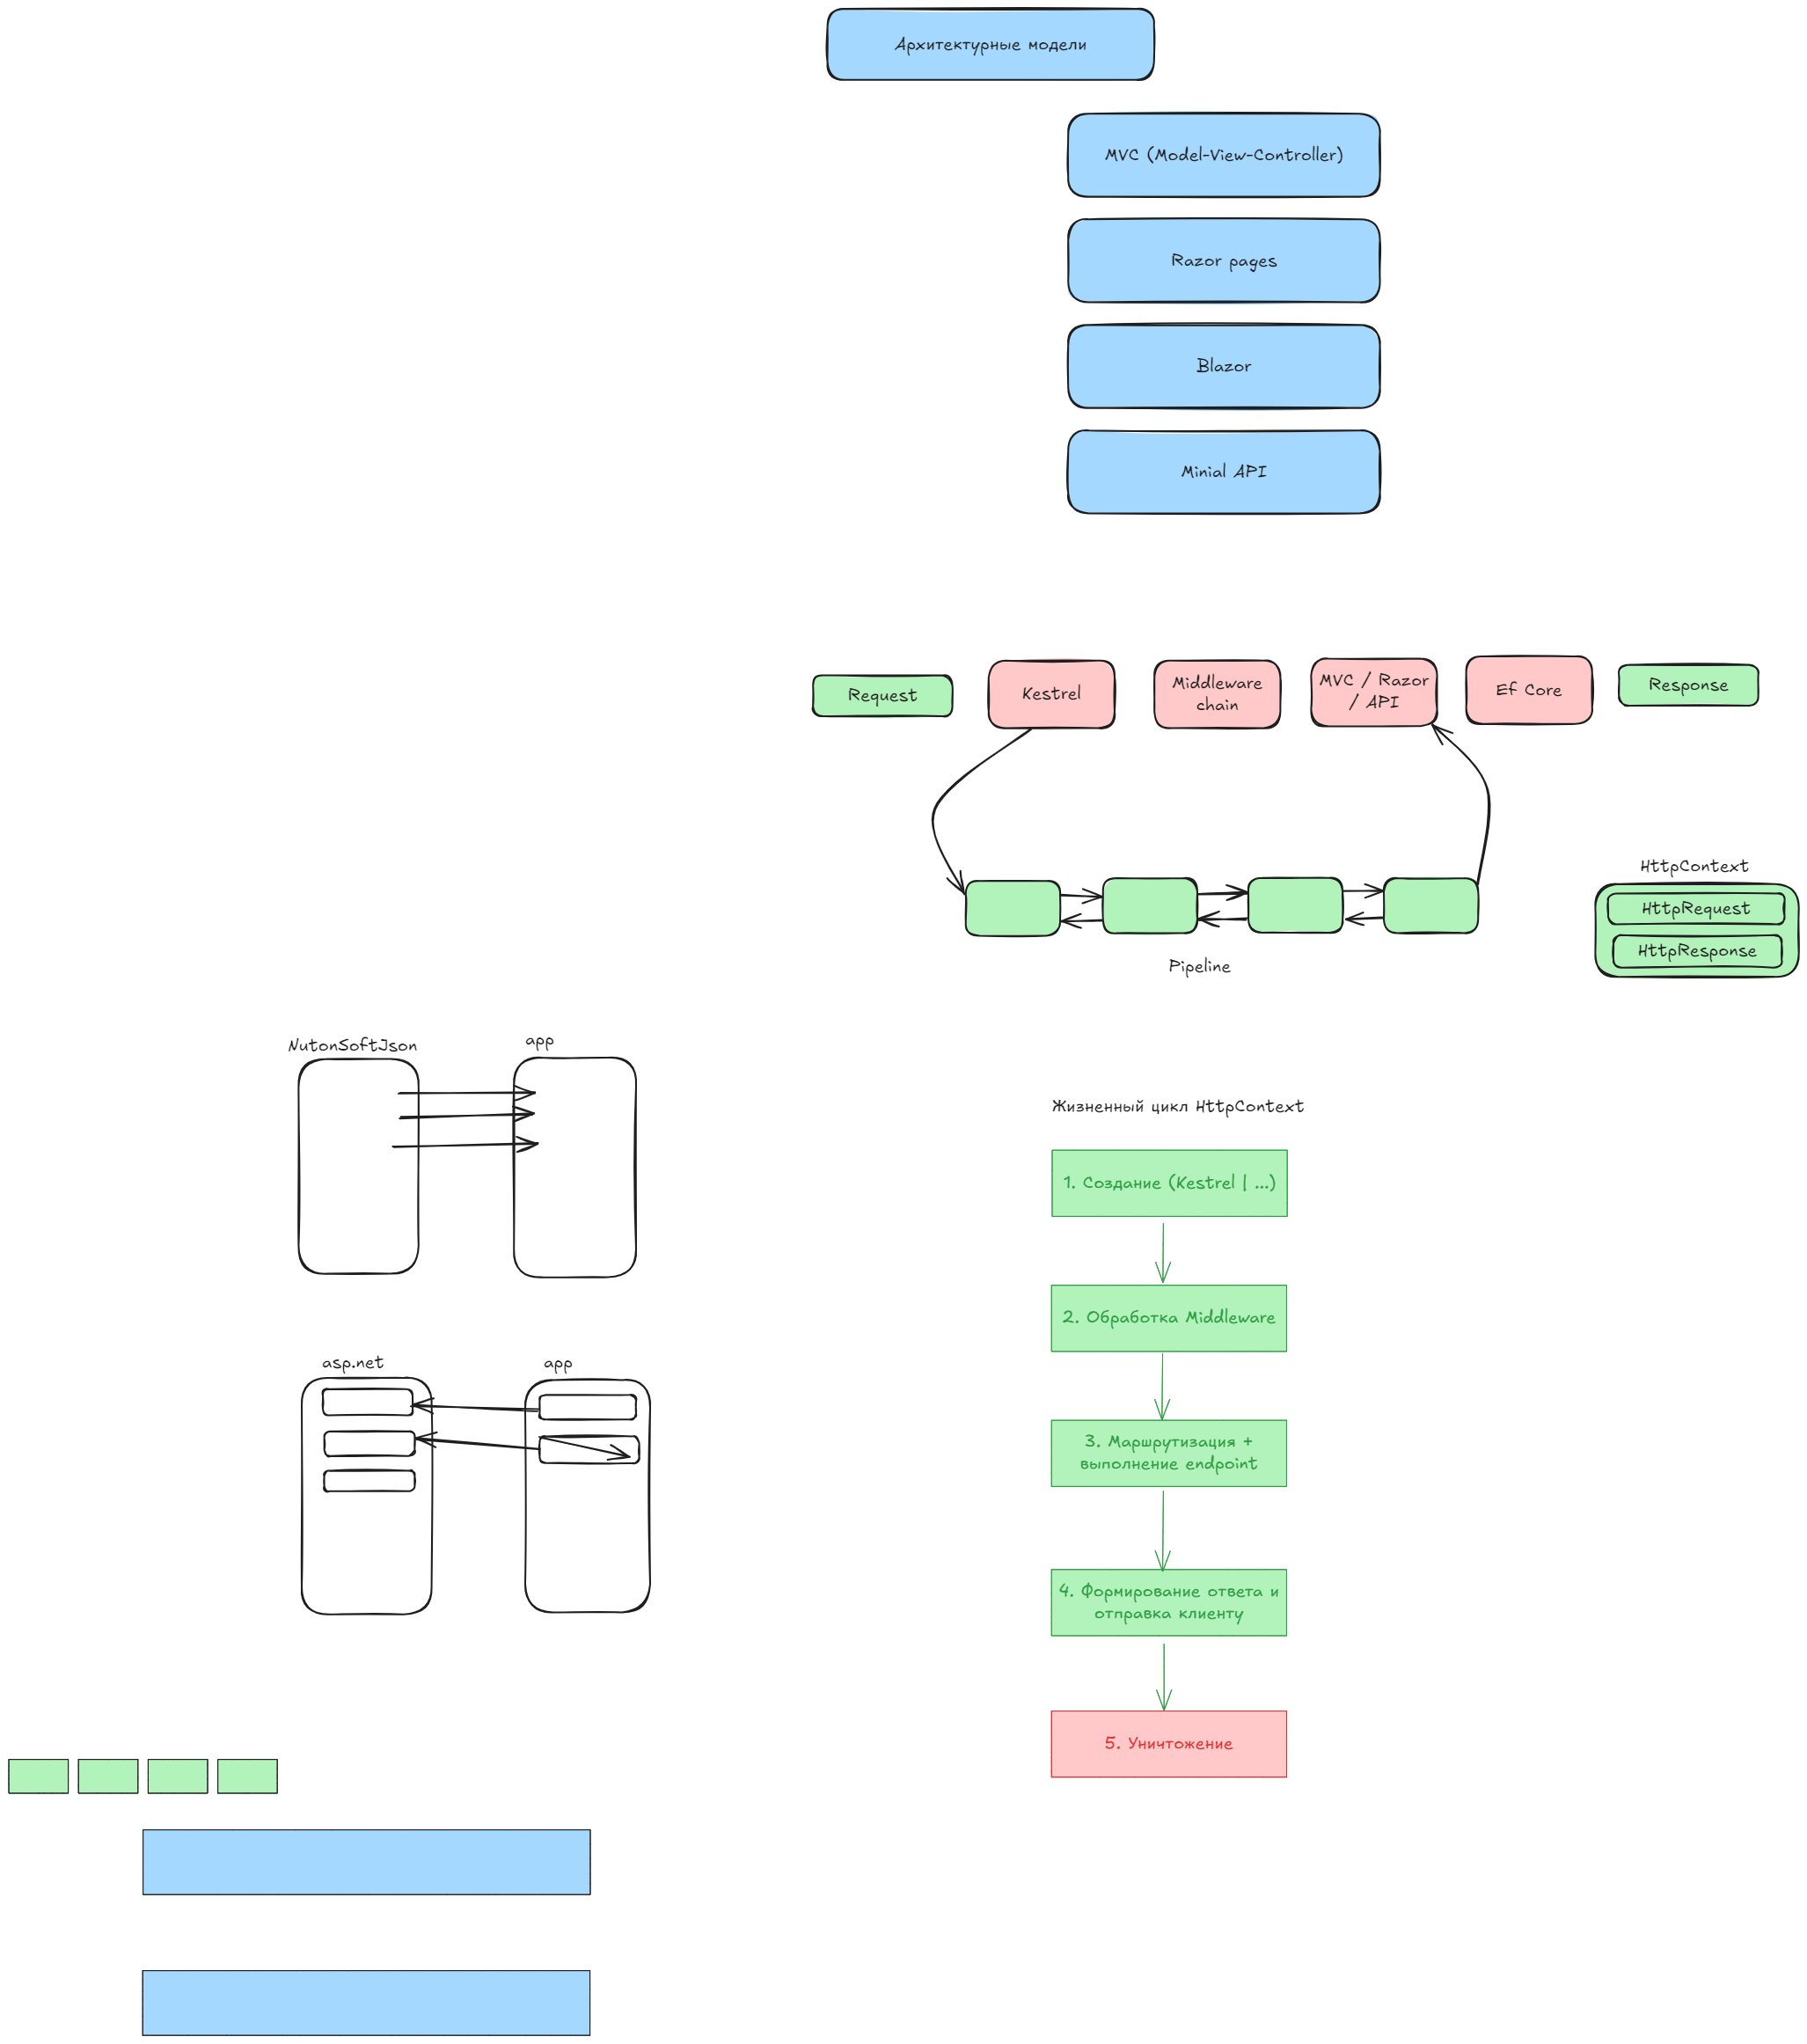 Архитектурные модели
MVC (Model-View-Controller)
Razor pages
Blazor
Minial API
Request
Kestrel
Middleware
chain
MVC / Razor
/ API
Ef Core
Response
HttpContext
HttpRequest
HttpResponse
Pipeline
NutonSoftJson
app
Жизненный цикл HttpContext
1. Создание (Kestrel | ...)
2. Обработка Middleware
3. Маршрутизация +
выполнение endpoint
4. Формирование ответа и
отправка клиенту
5. Уничтожение
asp.net
app